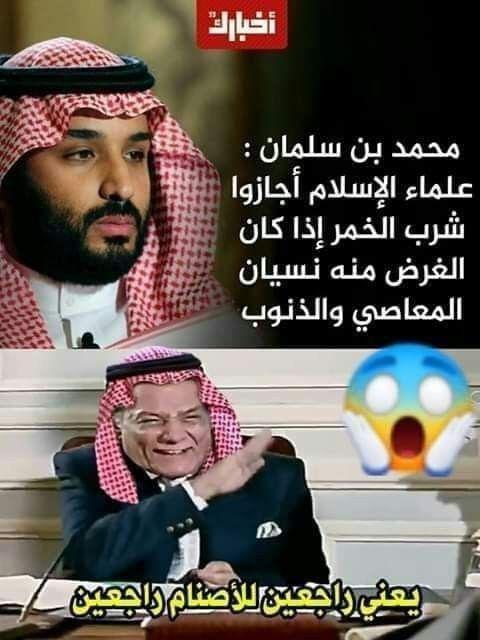 أخبارك
محمد بن سلمان :
علماء الإسلام أجازوا
شرب الخمر إذا كان
الغرض منه نسيان
المعاصي والذنوب
يعني راجعين للأصنام راجعين